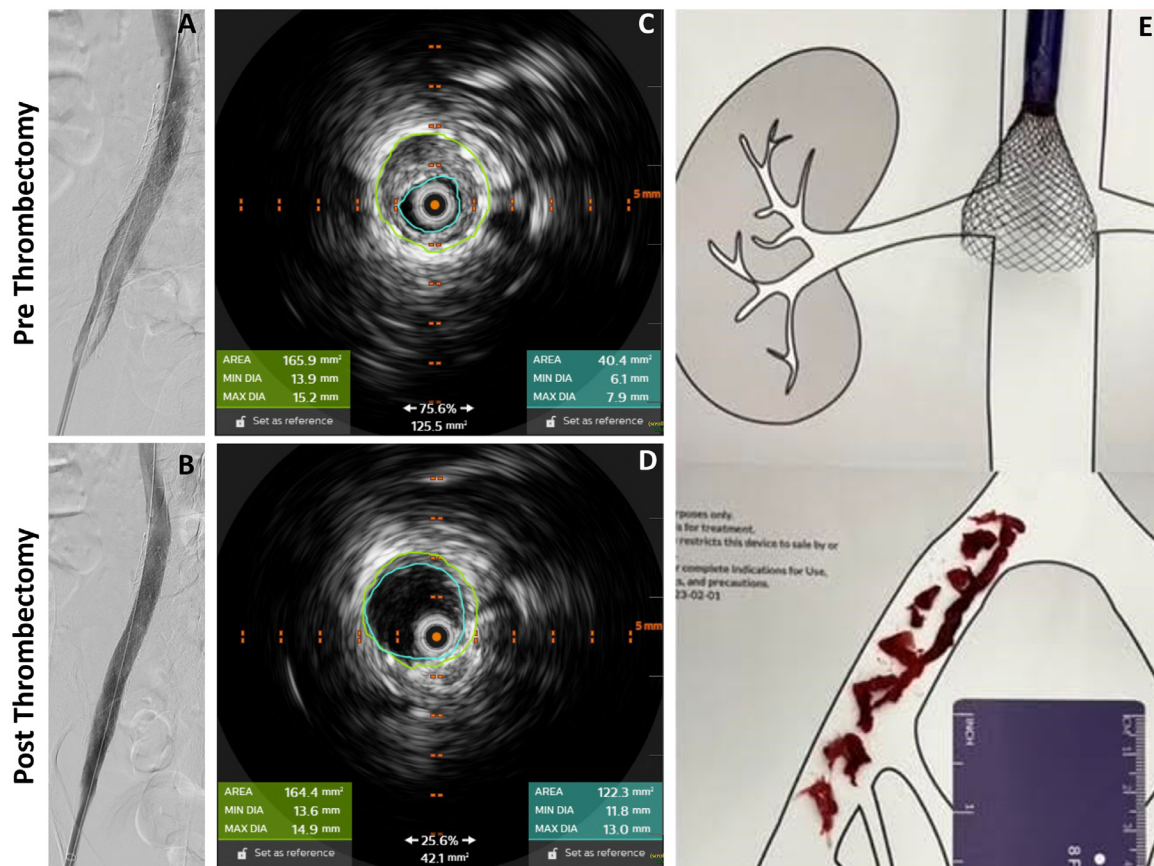 Pre Thrombectomy
A
C
5 mm
AREA 165.9 mm²
MIN DIA 13.9 mm
MAX DIA 15.2 mm
Set as reference
75.6%
125.5 mm²
AREA 40.4 mm²
MIN DIA 6.1 mm
MAX DIA 7.9 mm
Set as reference
Post Thrombectomy
B
D
5 mm
AREA 164.4 mm²
MIN DIA 13.6 mm
MAX DIA 14.9 mm
Set as reference
25.6%
42.1 mm²
AREA 122.3 mm²
MIN DIA 11.8 mm
MAX DIA 13.0 mm
Set as reference
E
rposes only.
s for treatment.
restricts this device to sale by or
r complete Indications for Use,
s, and precautions.
23-02-01
INCH
1
8F